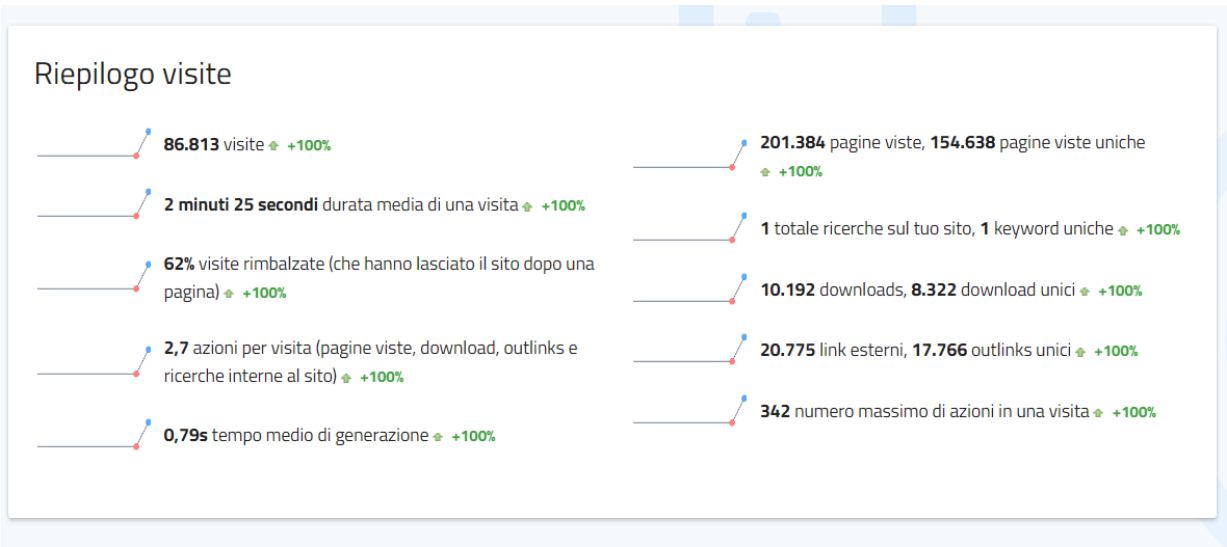 Riepilogo visite
86.813 visite +100%
2 minuti 25 secondi durata media di una visita +100%
62% visite rimbalzate (che hanno lasciato il sito dopo una
pagina) +100%
2,7 azioni per visita (pagine viste, download, outlinks e
ricerche interne al sito) +100%
0,79s tempo medio di generazione +100%
201.384 pagine viste, 154.638 pagine viste uniche
+100%
1 totale ricerche sul tuo sito, 1 keyword uniche +100%
10.192 downloads, 8.322 download unici +100%
20.775 link esterni, 17.766 outlinks unici +100%
342 numero massimo di azioni in una visita +100%